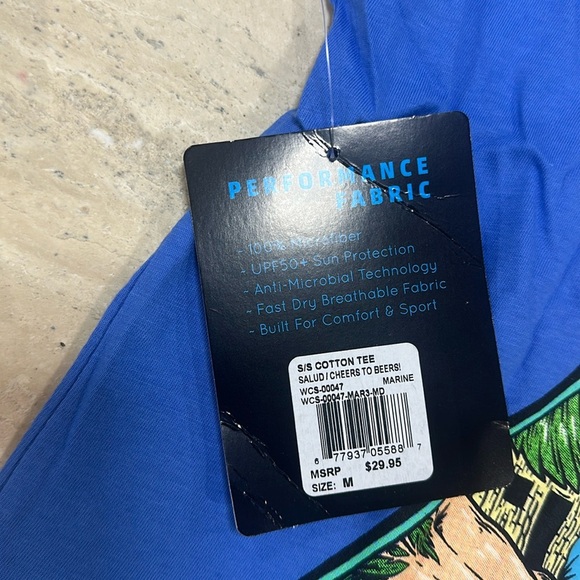 PERFORMANCE
FABRIC
- 100% Microfiber
- UPF50+ Sun Protection
- Anti-Microbial Technology
- Fast Dry Breathable Fabric
- Built For Comfort & Sport
S/S COTTON TEE
SALUD / CHEERS TO BEERS!
WCS-00047 MARINE
WCS-00047-MAR3-MD
6 77937 05588 7
MSRP $29.95
SIZE: M